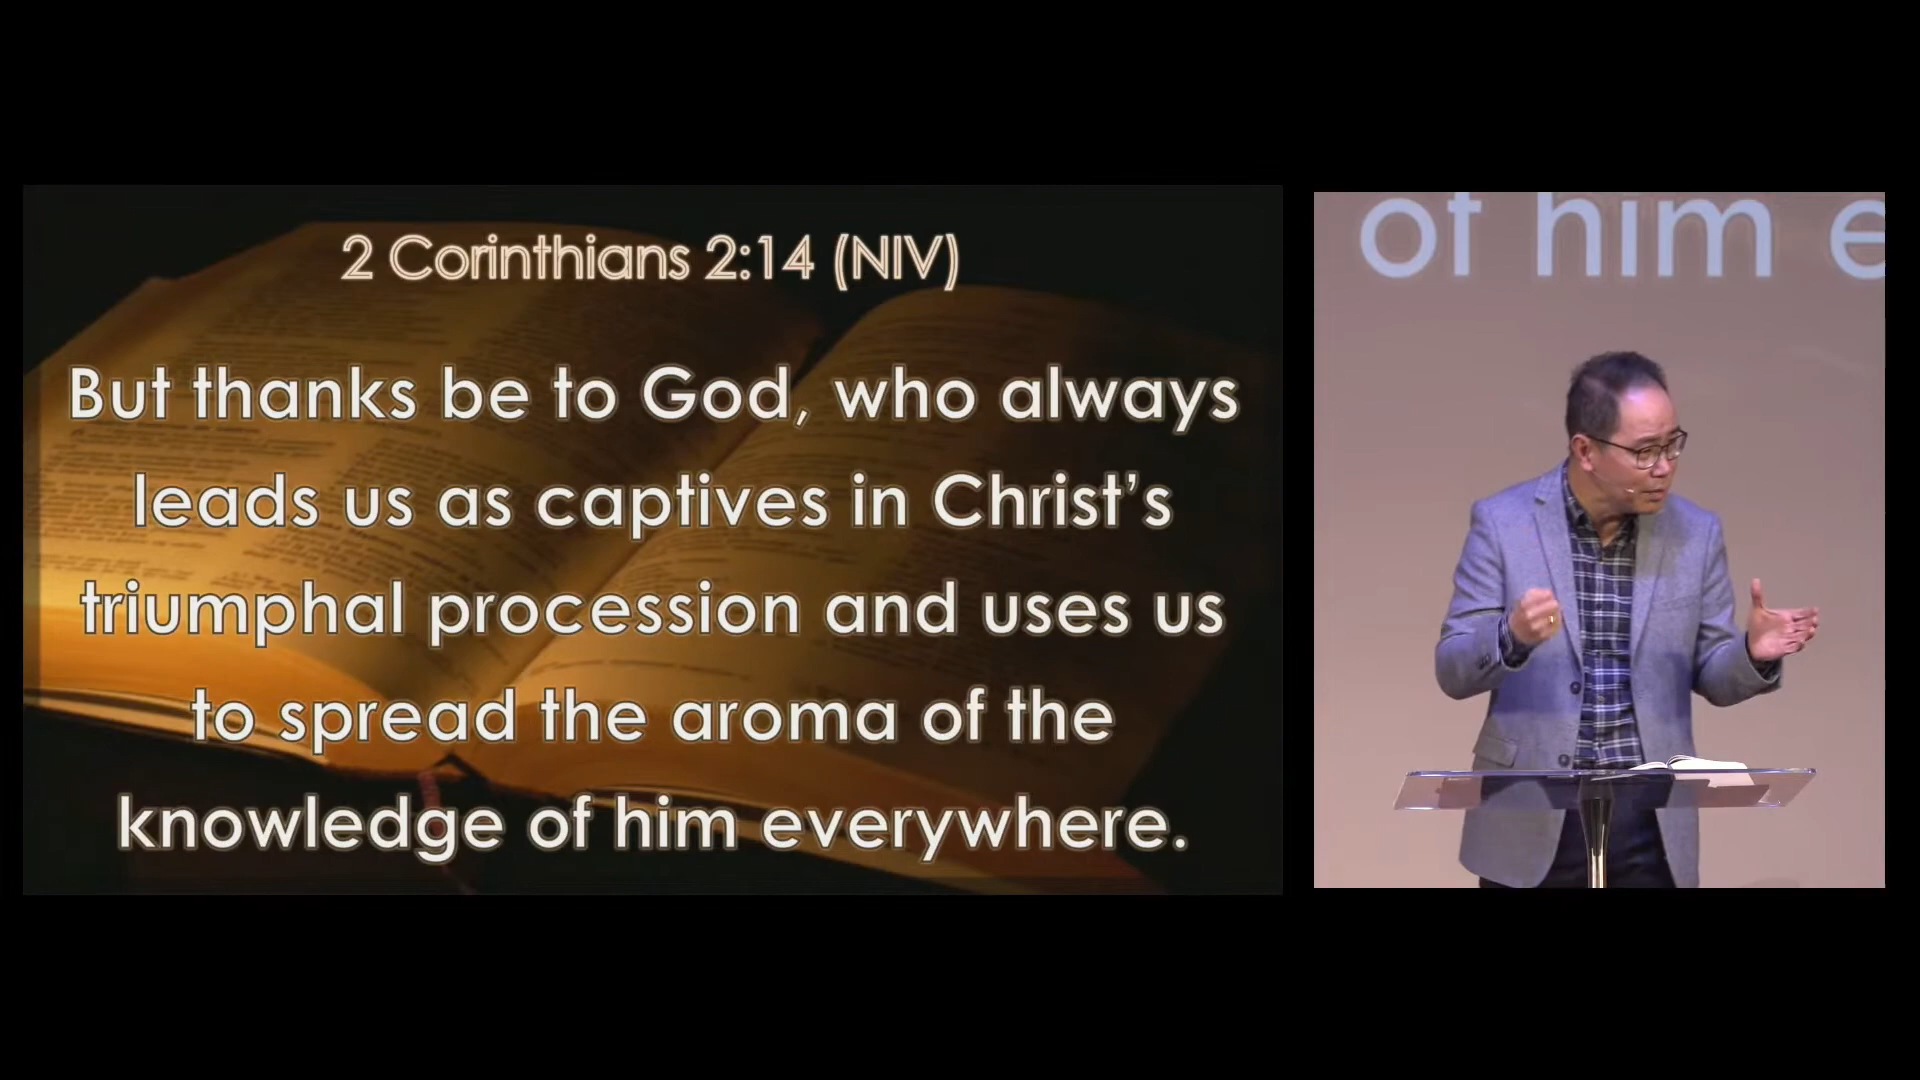 2 Corinthians 2:14 (NIV)
But thanks be to God, who always
leads us as captives in Christ’s
triumphal procession and uses us
to spread the aroma of the
knowledge of him everywhere.
of him e